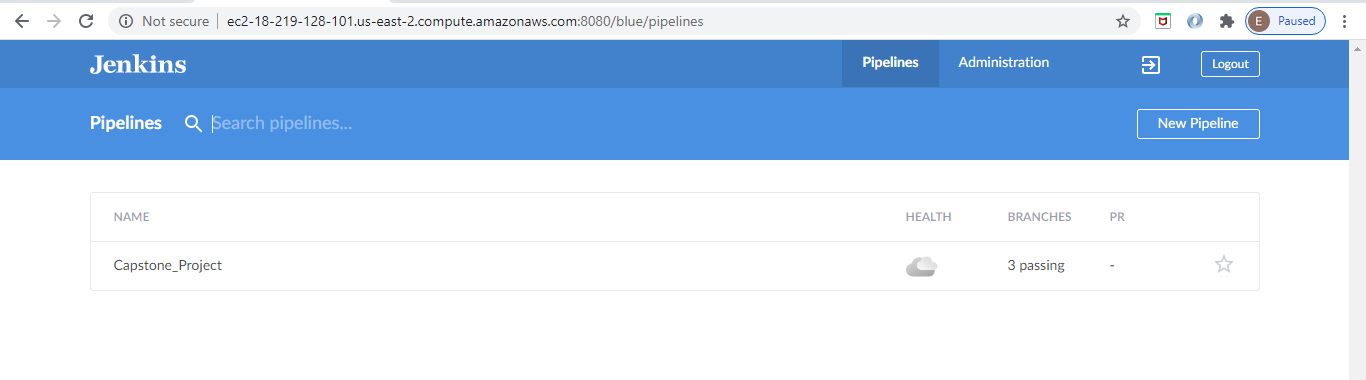 Not secure ec2-18-219-128-101.us-east-2.compute.amazonaws.com:8080/blue/pipelines E Paused
Jenkins Pipelines Administration Logout
Pipelines Search pipelines... New Pipeline
NAME HEALTH BRANCHES PR
Capstone_Project 3 passing -